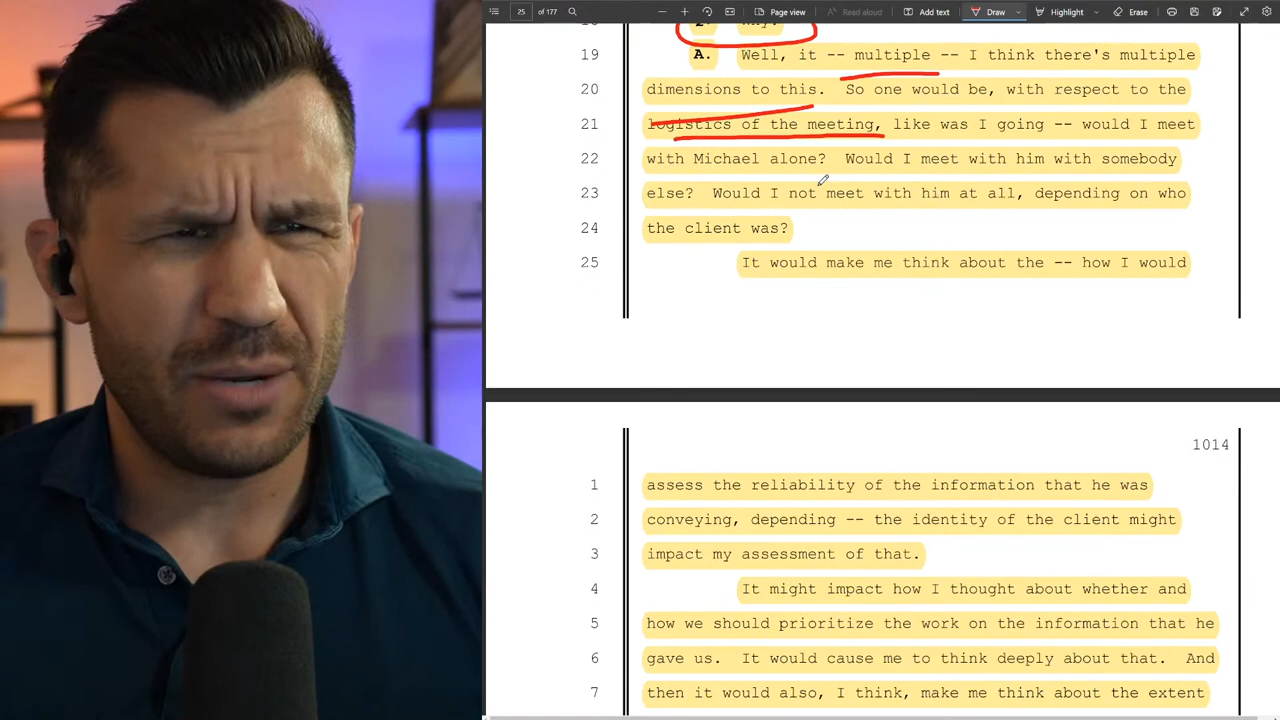 25 of 177 Page view Read aloud Add text Draw Highlight Erase
19 A. Well, it -- multiple -- I think there's multiple
20 dimensions to this. So one would be, with respect to the
21 logistics of the meeting, like was I going -- would I meet
22 with Michael alone? Would I meet with him with somebody
23 else? Would I not meet with him at all, depending on who
24 the client was?
25 It would make me think about the -- how I would
1014
1 assess the reliability of the information that he was
2 conveying, depending -- the identity of the client might
3 impact my assessment of that.
4 It might impact how I thought about whether and
5 how we should prioritize the work on the information that he
6 gave us. It would cause me to think deeply about that. And
7 then it would also, I think, make me think about the extent